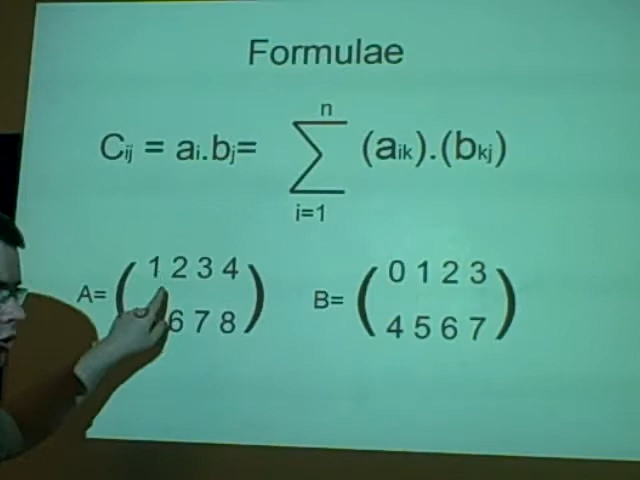 Formulae
n
Cij = ai.bj= ∑ (aik).(bkj)
i=1
A= ( 1 2 3 4 ) B= ( 0 1 2 3 )
6 7 8 4 5 6 7